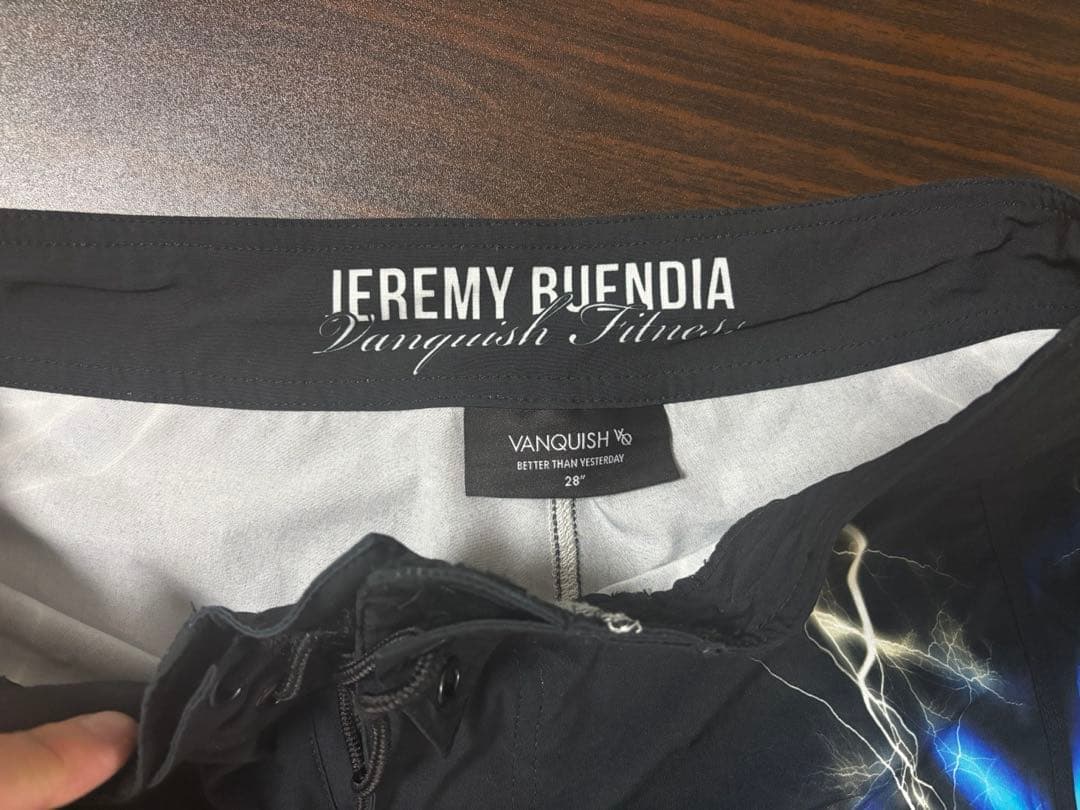 JEREMY BUENDIA
Vanquish Fitness
VANQUISH VQ
BETTER THAN YESTERDAY
28"